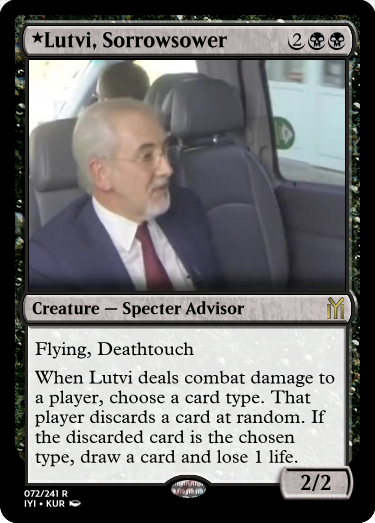 ★Lutvi, Sorrowsower 2
Creature — Specter Advisor
Flying, Deathtouch
When Lutvi deals combat damage to
a player, choose a card type. That
player discards a card at random. If
the discarded card is the chosen
type, draw a card and lose 1 life.
2/2
072/241 R
IYI • KUR